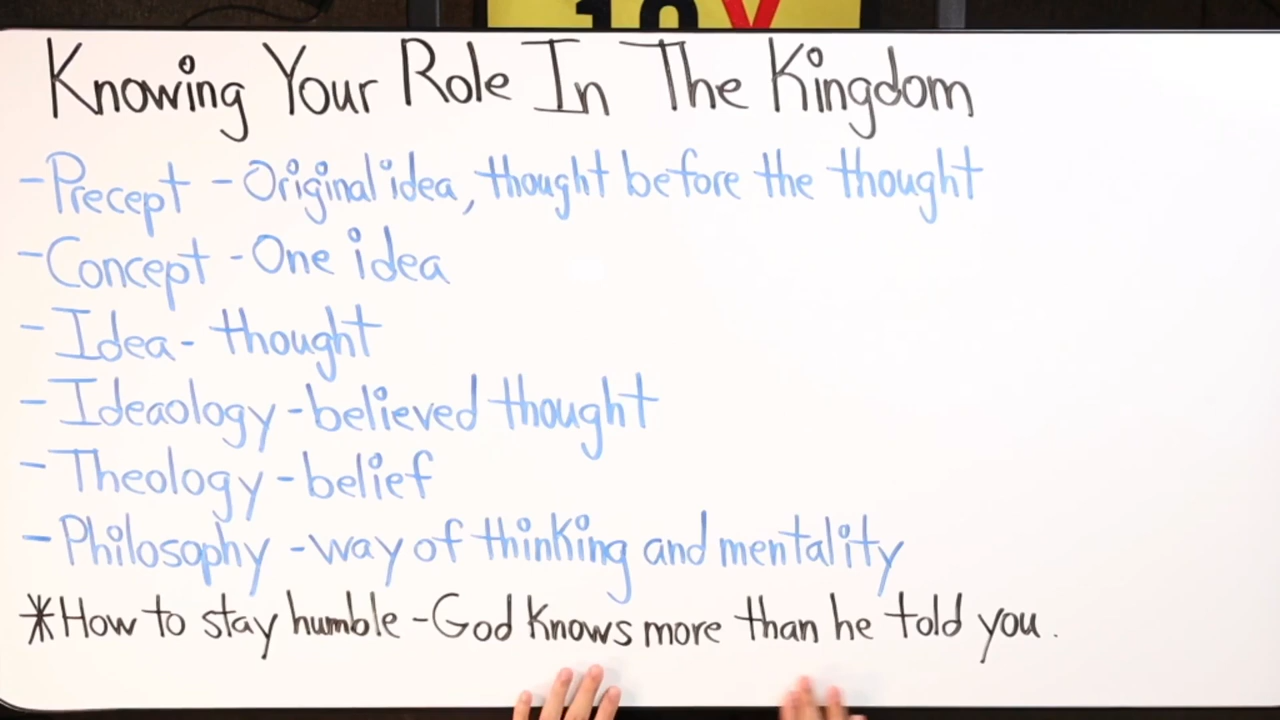 Knowing Your Role In The Kingdom
- Precept - Original idea, thought before the thought
- Concept - One idea
- Idea - thought
- Ideaology - believed thought
- Theology - belief
- Philosophy - way of thinking and mentality
* How to stay humble - God knows more than he told you.